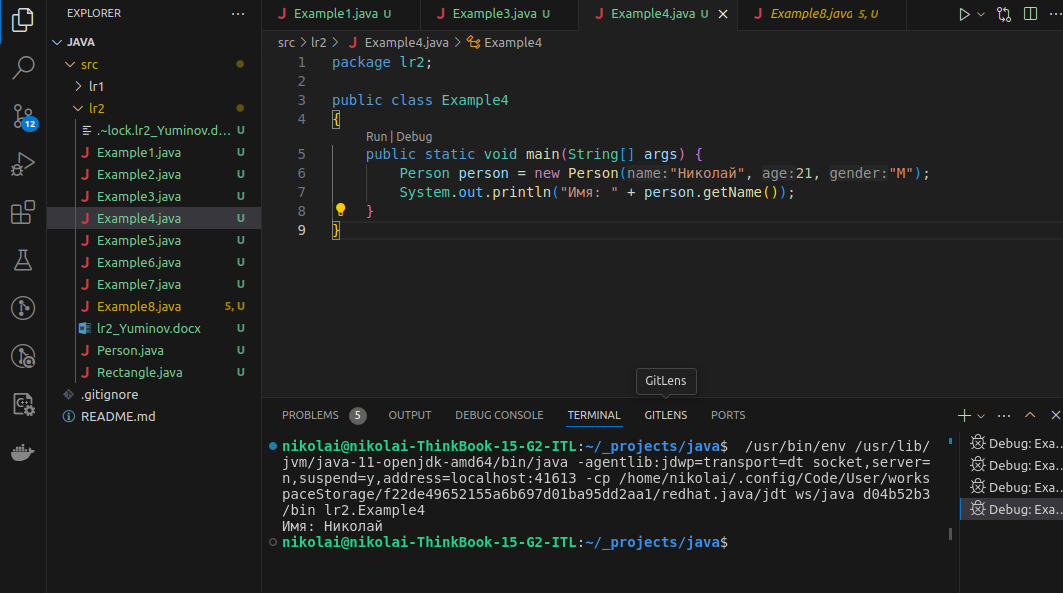 EXPLORER
JAVA
src
lr1
lr2
.~lock.lr2_Yuminov.d... U
Example1.java U
Example2.java U
Example3.java U
Example4.java U
Example5.java U
Example6.java U
Example7.java U
Example8.java 5, U
lr2_Yuminov.docx U
Person.java U
Rectangle.java U
.gitignore
README.md
12
Example1.java U
Example3.java U
Example4.java U
Example8.java 5, U
src > lr2 > Example4.java > Example4
1 package lr2;
2
3 public class Example4
4 {
Run | Debug
5 public static void main(String[] args) {
6 Person person = new Person(name:"Николай", age:21, gender:"М");
7 System.out.println("Имя: " + person.getName());
8 }
9 }
GitLens
PROBLEMS 5 OUTPUT DEBUG CONSOLE TERMINAL GITLENS PORTS
nikolai@nikolai-ThinkBook-15-G2-ITL:~/_projects/java$ /usr/bin/env /usr/lib/
jvm/java-11-openjdk-amd64/bin/java -agentlib:jdwp=transport=dt socket,server=
n,suspend=y,address=localhost:41613 -cp /home/nikolai/.config/Code/User/works
paceStorage/f22de49652155a6b697d01ba95dd2aa1/redhat.java/jdt ws/java d04b52b3
/bin lr2.Example4
Имя: Николай
nikolai@nikolai-ThinkBook-15-G2-ITL:~/_projects/java$
Debug: Exa...
Debug: Exa...
Debug: Exa...
Debug: Exa...